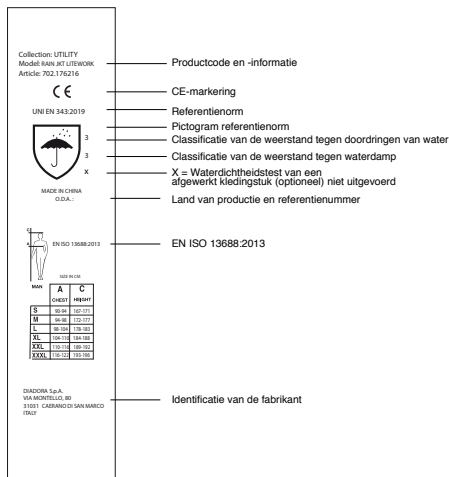 Collection: UTILITY
Model: RAIN JKT LITEWORK
Article: 702.176216
Productcode en -informatie
CE
CE-markering
UNI EN 343:2019
Referentienorm
Pictogram referentienorm
3
Classificatie van de weerstand tegen doordringen van water
3
Classificatie van de weerstand tegen waterdamp
X
X = Waterdichtheidstest van een
afgewerkt kledingstuk (optioneel) niet uitgevoerd
MADE IN CHINA
O.D.A.:
Land van productie en referentienummer
C
A
EN ISO 13688:2013
EN ISO 13688:2013
SIZE IN CM
MAN
A C
CHEST HEIGHT
S 90-94 167-171
M 94-98 172-177
L 98-104 178-183
XL 104-110 184-188
XXL 110-116 189-192
XXXL 116-122 193-196
DIADORA S.p.A.
VIA MONTELLO, 80
31031 CAERANO DI SAN MARCO
ITALY
Identificatie van de fabrikant